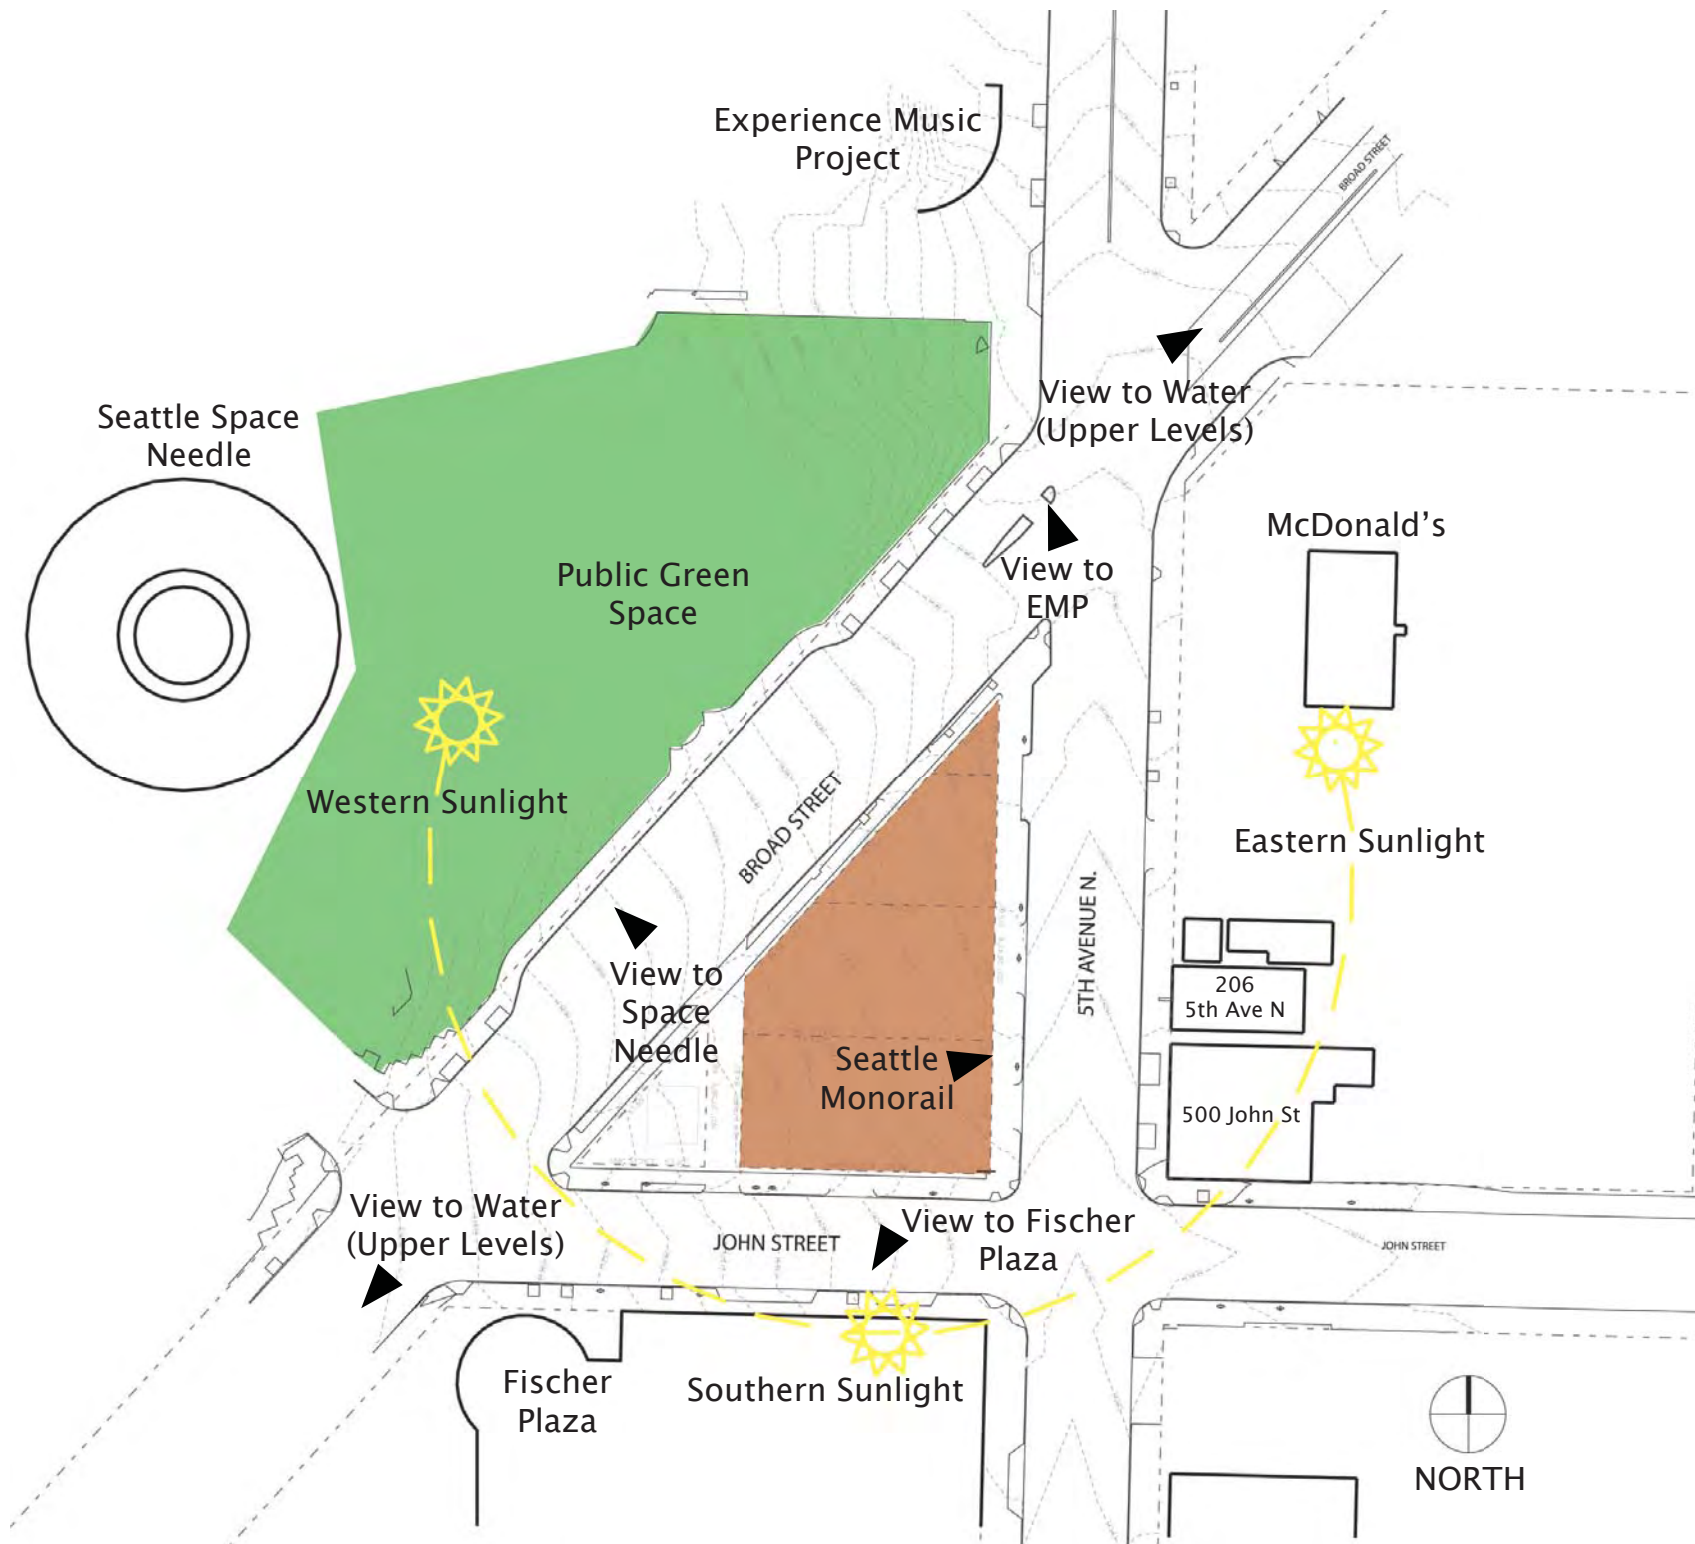 Experience Music
Project
BROAD STREET
View to Water
(Upper Levels)
Seattle Space
Needle
McDonald's
View to
EMP
Public Green
Space
Western Sunlight
BROAD STREET
Eastern Sunlight
5TH AVENUE N.
View to
Space
Needle
206
5th Ave N
Seattle
Monorail
500 John St
View to Water
(Upper Levels)
View to Fischer
Plaza
JOHN STREET
JOHN STREET
Fischer
Plaza
Southern Sunlight
NORTH